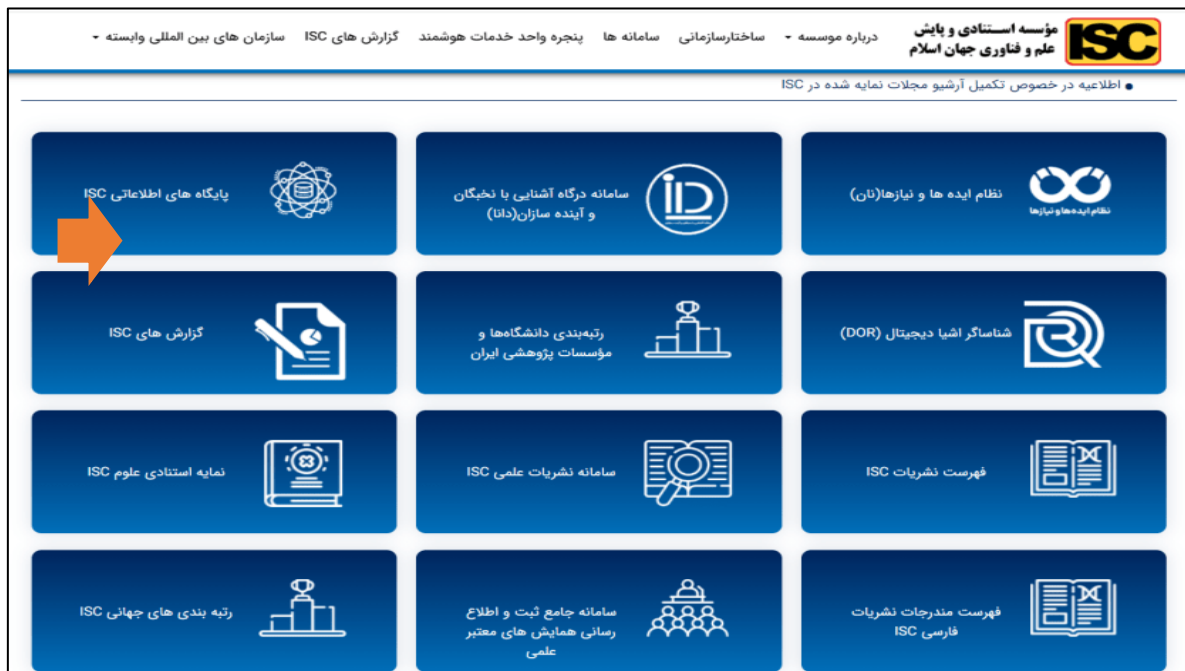 ISC
مؤسسه استنادی و پایش
علم و فناوری جهان اسلام
درباره موسسه
ساختارسازمانی
سامانه ها
پنجره واحد خدمات هوشمند
گزارش های ISC
سازمان های بین المللی وابسته
اطلاعیه در خصوص تکمیل آرشیو مجلات نمایه شده در ISC
نظام ایده‌ها و نیازها
نظام ایده ها و نیازها(نان)
سامانه درگاه آشنایی با نخبگان
و آینده سازان(دانا)
پایگاه های اطلاعاتی ISC
شناساگر اشیا دیجیتال (DOR)
رتبه‌بندی دانشگاه‌ها و
مؤسسات پژوهشی ایران
گزارش های ISC
فهرست نشریات ISC
سامانه نشریات علمی ISC
نمایه استنادی علوم ISC
فهرست مندرجات نشریات
فارسی ISC
سامانه جامع ثبت و اطلاع
رسانی همایش های معتبر
علمی
رتبه بندی های جهانی ISC